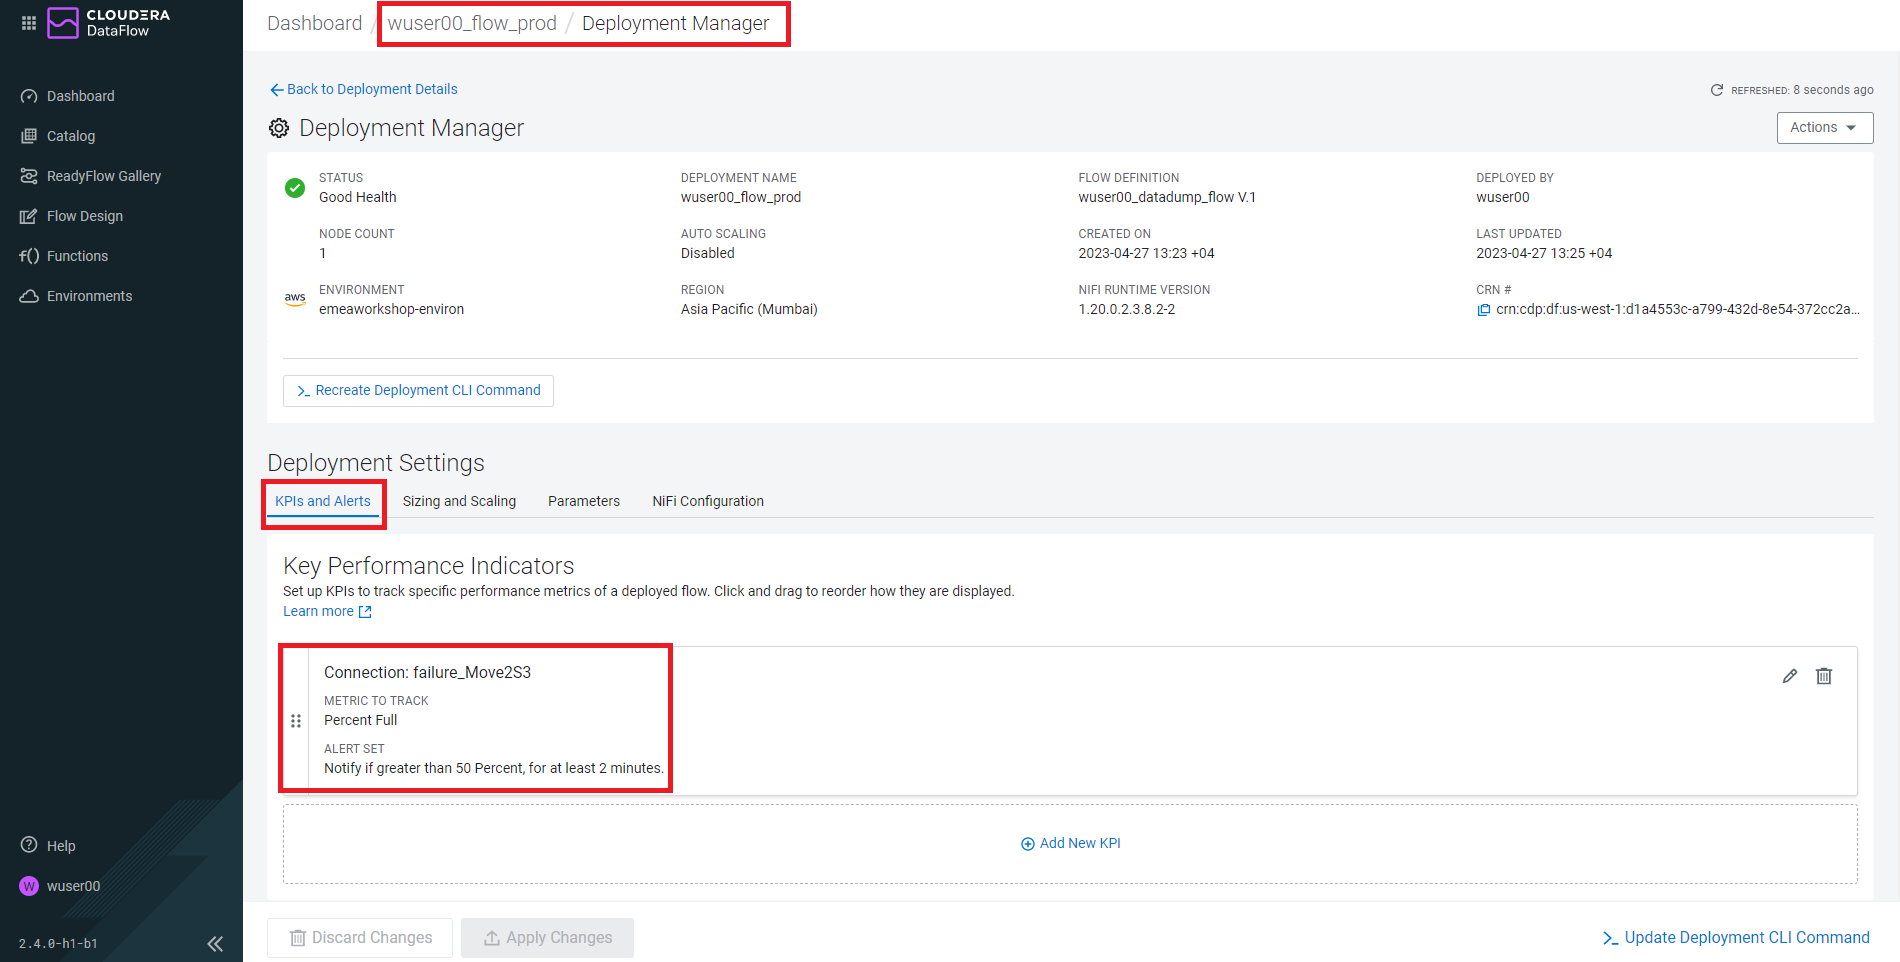 CLOUDERA
DataFlow
Dashboard
Catalog
ReadyFlow Gallery
Flow Design
Functions
Environments
Help
W wuser00
2.4.0-h1-b1
Dashboard / wuser00_flow_prod / Deployment Manager
Back to Deployment Details
REFRESHED: 8 seconds ago
Deployment Manager
Actions
STATUS
Good Health
DEPLOYMENT NAME
wuser00_flow_prod
FLOW DEFINITION
wuser00_datadump_flow V.1
DEPLOYED BY
wuser00
NODE COUNT
1
AUTO SCALING
Disabled
CREATED ON
2023-04-27 13:23 +04
LAST UPDATED
2023-04-27 13:25 +04
aws
ENVIRONMENT
emeaworkshop-environ
REGION
Asia Pacific (Mumbai)
NIFI RUNTIME VERSION
1.20.0.2.3.8.2-2
CRN #
crn:cdp:df:us-west-1:d1a4553c-a799-432d-8e54-372cc2a...
Recreate Deployment CLI Command
Deployment Settings
KPIs and Alerts
Sizing and Scaling
Parameters
NiFi Configuration
Key Performance Indicators
Set up KPIs to track specific performance metrics of a deployed flow. Click and drag to reorder how they are displayed.
Learn more
Connection: failure_Move2S3
METRIC TO TRACK
Percent Full
ALERT SET
Notify if greater than 50 Percent, for at least 2 minutes.
Add New KPI
Discard Changes
Apply Changes
Update Deployment CLI Command